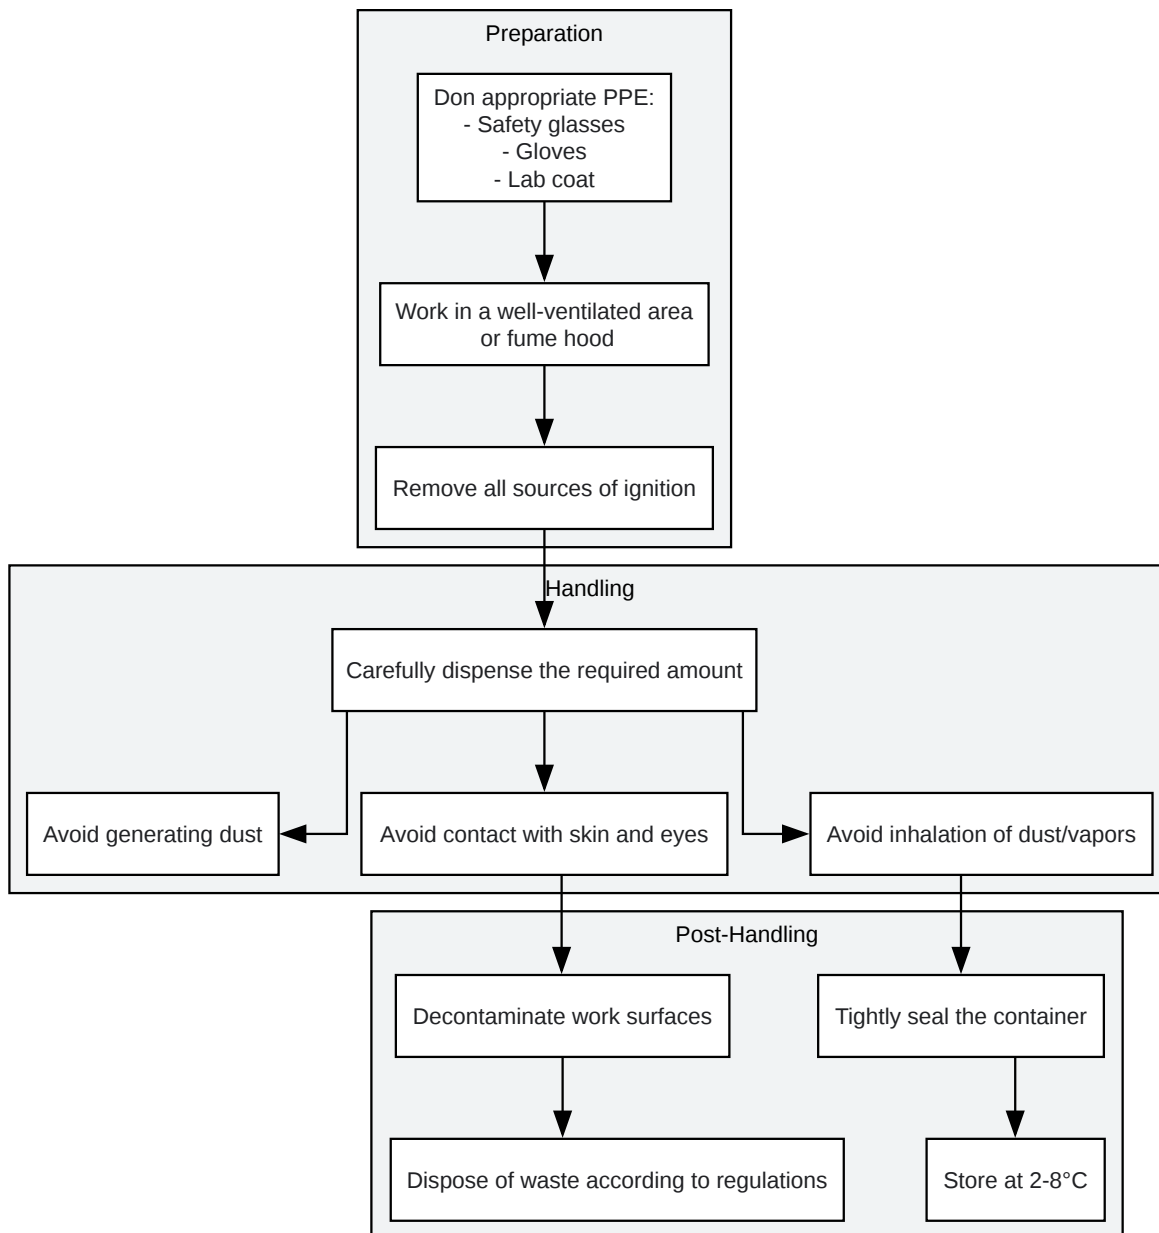 Preparation
Don appropriate PPE:
- Safety glasses
- Gloves
- Lab coat
Work in a well-ventilated area
or fume hood
Remove all sources of ignition
Handling
Carefully dispense the required amount
Avoid generating dust
Avoid contact with skin and eyes
Avoid inhalation of dust/vapors
Post-Handling
Decontaminate work surfaces
Tightly seal the container
Dispose of waste according to regulations
Store at 2-8°C